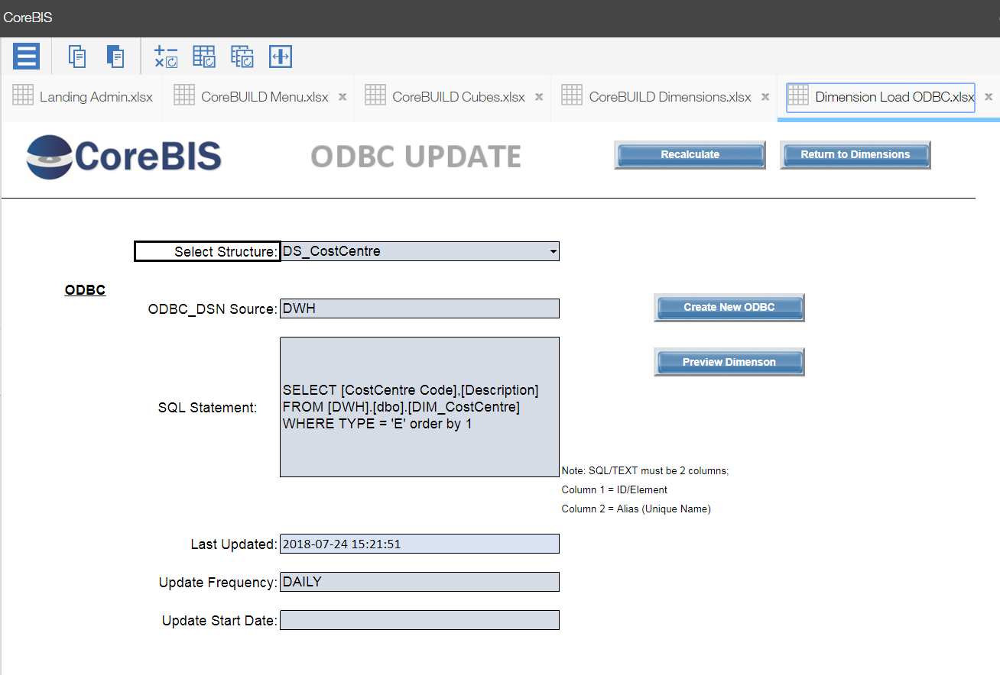 CoreBIS
Landing Admin.xlsx
CoreBUILD Menu.xlsx
CoreBUILD Cubes.xlsx
CoreBUILD Dimensions.xlsx
Dimension Load ODBC.xlsx
CoreBIS
ODBC UPDATE
Recalculate
Return to Dimensions
Select Structure: DS_CostCentre
ODBC
ODBC_DSN Source: DWH
Create New ODBC
Preview Dimenson
SQL Statement:
SELECT [CostCentre Code],[Description]
FROM [DWH].[dbo].[DIM_CostCentre]
WHERE TYPE = 'E' order by 1
Note: SQL/TEXT must be 2 columns;
Column 1 = ID/Element
Column 2 = Alias (Unique Name)
Last Updated: 2018-07-24 15:21:51
Update Frequency: DAILY
Update Start Date: